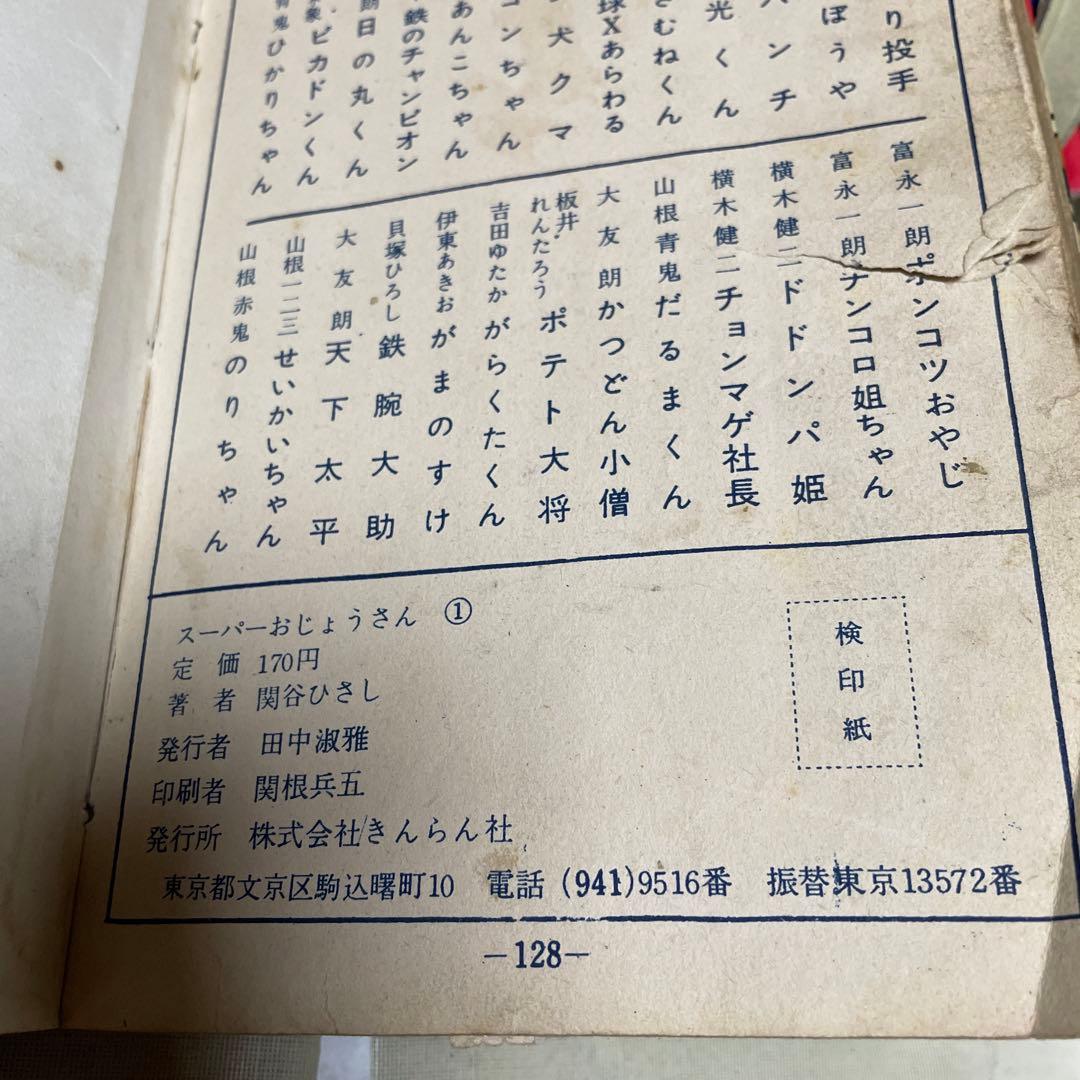 り投手
ぼうや
ンチ
光くん
むねくん
球Xあらわる
犬クマ
ンちゃん
あんこちゃん
鉄のチャンピオン
日の丸くん
ピカドンくん
鬼ひかりちゃん
富永一朗 ポンコツおやじ
富永一朗 チンコロ姐ちゃん
横木健二 ドドンパ姫
横木健二 チョンマゲ社長
山根青鬼 だるまくん
大友朗 かつどん小僧
板井れんたろう ポテト大将
吉田ゆたか がらくたくん
伊東あきお がまのすけ
貝塚ひろし 鉄腕大助
大友朗 天下太平
山根一二三 せいかいちゃん
山根赤鬼 のりちゃん
スーパーおじょうさん ①
定価 170円
著者 関谷ひさし
発行者 田中淑雅
印刷者 関根兵五
発行所 株式会社きんらん社
東京都文京区駒込曙町10 電話(941)9516番 振替東京13572番
検印紙
—128—